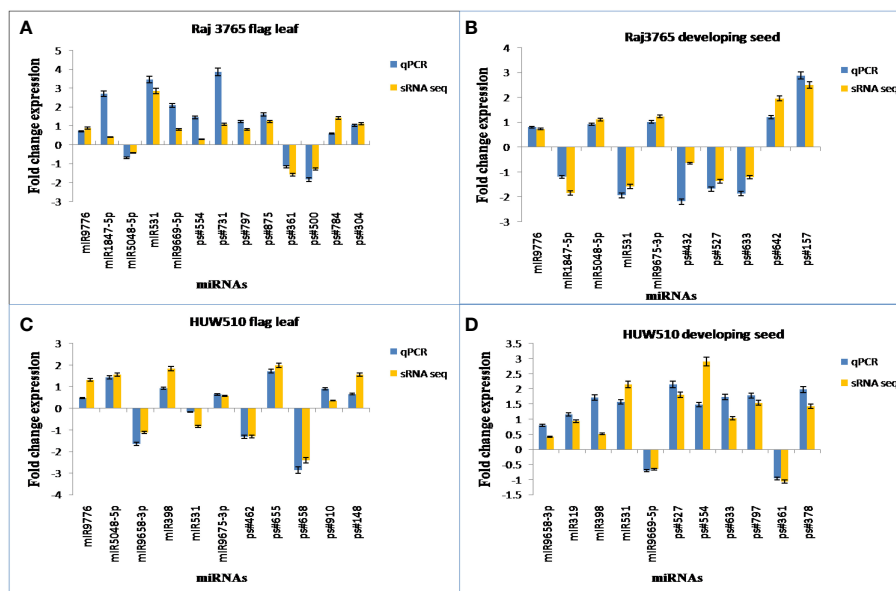 A
Raj 3765 flag leaf
Fold change expression
5
4
3
2
1
0
-1
-2
-3
qPCR
sRNA seq
miR9776
miR1847-5p
miR5048-5p
miR531
miR9669-5p
ps#554
ps#731
ps#797
ps#875
ps#361
ps#500
ps#784
ps#304
miRNAs
B
Raj3765 developing seed
Fold change expression
4
3
2
1
0
-1
-2
-3
qPCR
sRNA seq
miR9776
miR1847-5p
miR5048-5p
miR531
miR9675-3p
ps#432
ps#527
ps#633
ps#642
ps#157
miRNAs
C
HUW510 flag leaf
Fold change expression
3
2
1
0
-1
-2
-3
-4
qPCR
sRNA seq
miR9776
miR5048-5p
miR9658-3p
miR398
miR531
miR9675-3p
ps#462
ps#655
ps#658
ps#910
ps#148
miRNAs
D
HUW510 developing seed
Fold change expression
3.5
3
2.5
2
1.5
1
0.5
0
-0.5
-1
-1.5
qPCR
sRNA seq
miR9658-3p
miR319
miR398
miR531
miR9669-5p
ps#527
ps#554
ps#633
ps#797
ps#361
ps#378
miRNAs